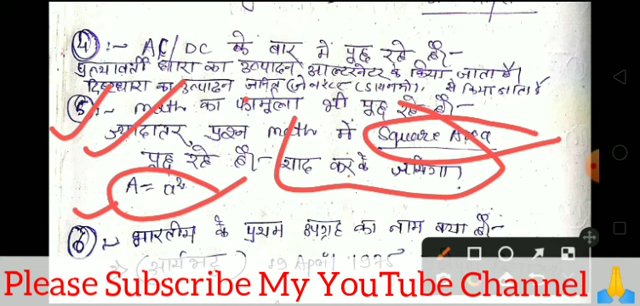 ④ :- AC/DC के बारे में पूछ रहे हैं-
प्रत्यावर्ती धारा का उत्पादन आल्टरनेटर के किया जाता है।
दिष्टधारा का उत्पादन जनरेटर (डायनमो), से किया जाता है
⑤ :- math का फामूला भी पूछ रहे हैं-
ज्यादातर प्रश्न math में Square Area
पूछ रहे हैं- याद करके जाना
A = a²
⑥ :- भारतीय के प्रथम उपग्रह का नाम क्या है-
(आर्यभट्ट) 19 April 1975
Please Subscribe My YouTube Channel 🙏